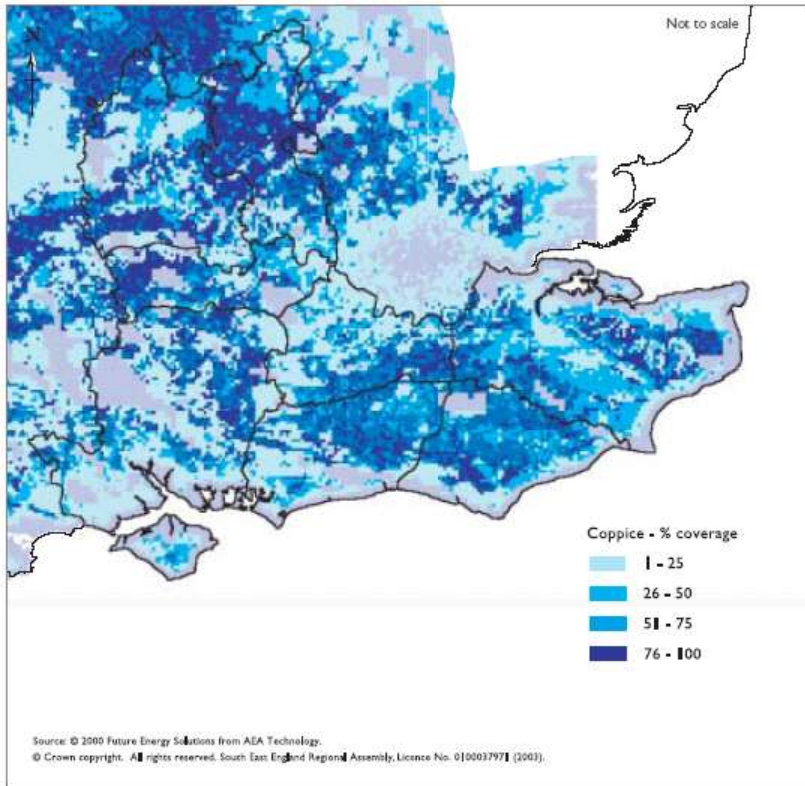 Not to scale
N
Coppice - % coverage
1 - 25
26 - 50
51 - 75
76 - 100
Source: © 2000 Future Energy Solutions from AEA Technology.
© Crown copyright. All rights reserved. South East England Regional Assembly, Licence No. 0100037971 (2003).